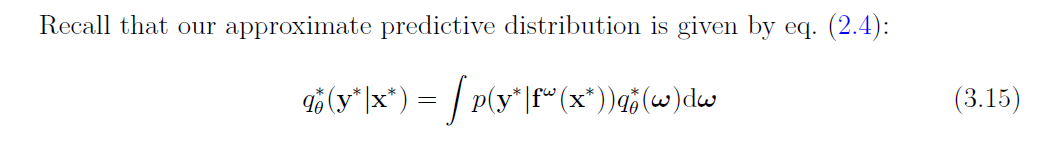 Recall that our approximate predictive distribution is given by eq. (2.4):
q*_θ(y*|x*) = ∫ p(y*|f^ω(x*))q*_θ(ω)dω (3.15)